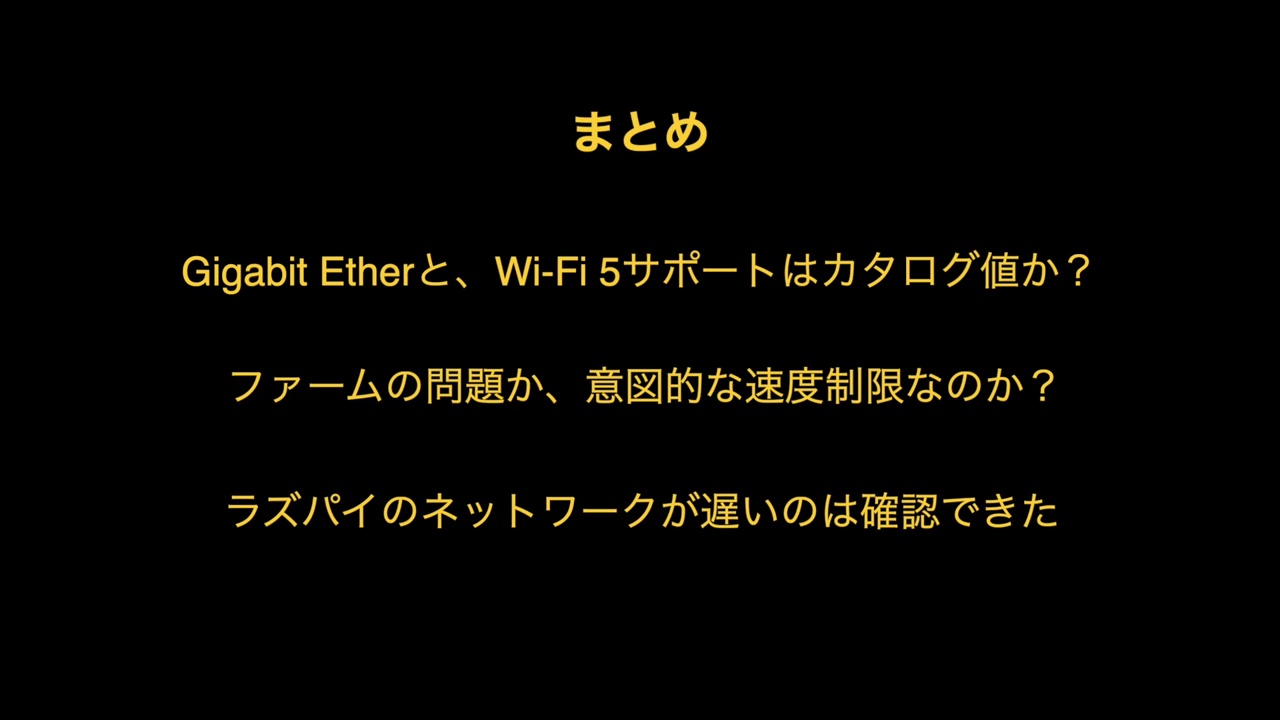 まとめ
Gigabit Etherと、Wi-Fi 5サポートはカタログ値か？
ファームの問題か、意図的な速度制限なのか？
ラズパイのネットワークが遅いのは確認できた